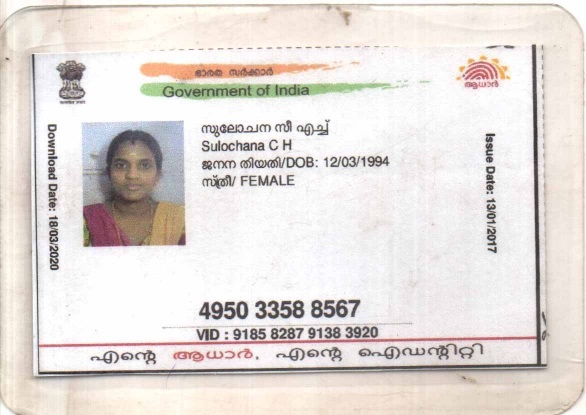 ഭാരത സർക്കാർ
Government of India
ആധാർ
സുലോചന സീ എച്ച്
Sulochana C H
ജനന തിയതി/DOB: 12/03/1994
സ്ത്രീ/ FEMALE
Download Date: 18/03/2020
Issue Date: 13/01/2017
4950 3358 8567
VID : 9185 8287 9138 3920
എന്റെ ആധാർ, എന്റെ ഐഡന്റിറ്റി